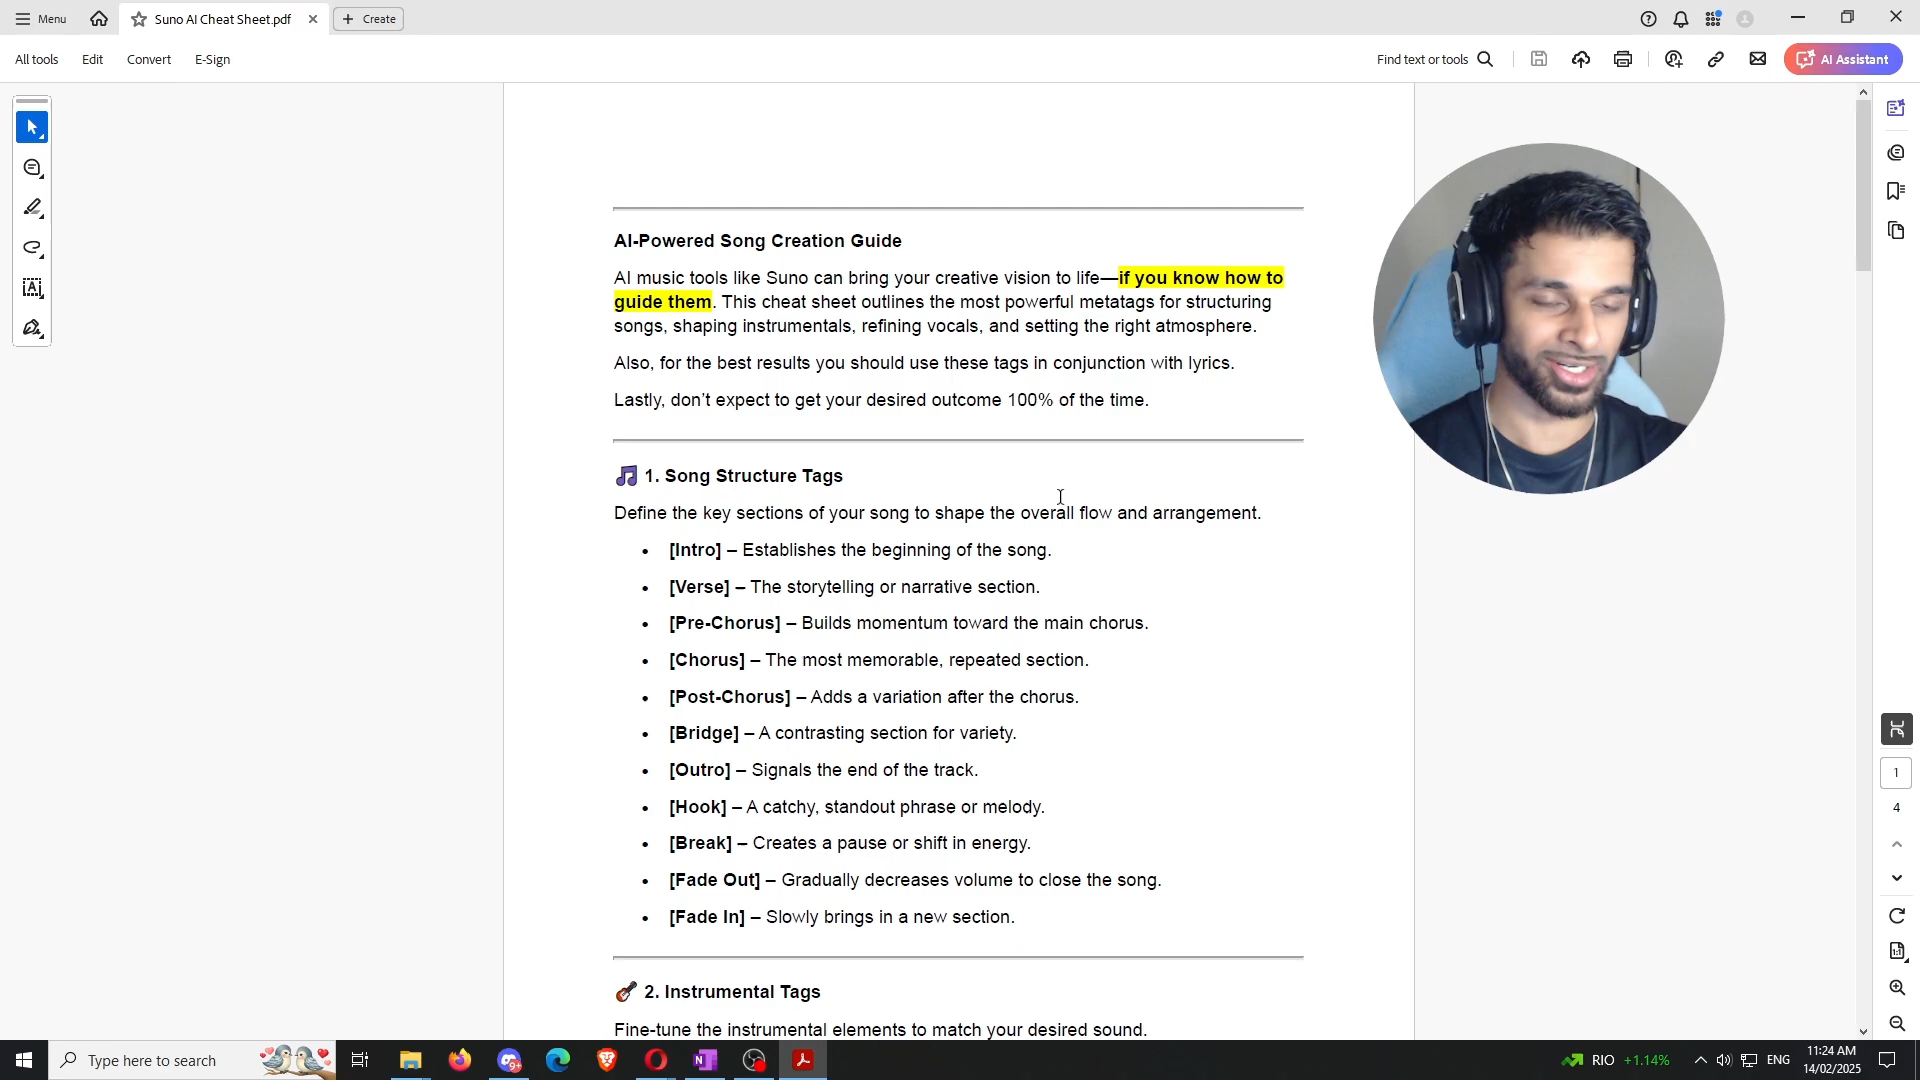 Menu
Suno AI Cheat Sheet.pdf
Create
All tools
Edit
Convert
E-Sign
Find text or tools
AI Assistant
AI-Powered Song Creation Guide
AI music tools like Suno can bring your creative vision to life—if you know how to
guide them. This cheat sheet outlines the most powerful metatags for structuring
songs, shaping instrumentals, refining vocals, and setting the right atmosphere.
Also, for the best results you should use these tags in conjunction with lyrics.
Lastly, don’t expect to get your desired outcome 100% of the time.
🎵 1. Song Structure Tags
Define the key sections of your song to shape the overall flow and arrangement.
• [Intro] – Establishes the beginning of the song.
• [Verse] – The storytelling or narrative section.
• [Pre-Chorus] – Builds momentum toward the main chorus.
• [Chorus] – The most memorable, repeated section.
• [Post-Chorus] – Adds a variation after the chorus.
• [Bridge] – A contrasting section for variety.
• [Outro] – Signals the end of the track.
• [Hook] – A catchy, standout phrase or melody.
• [Break] – Creates a pause or shift in energy.
• [Fade Out] – Gradually decreases volume to close the song.
• [Fade In] – Slowly brings in a new section.
🎸 2. Instrumental Tags
Fine-tune the instrumental elements to match your desired sound.
1
4
Type here to search
9+
RIO +1.14%
ENG
11:24 AM
14/02/2025